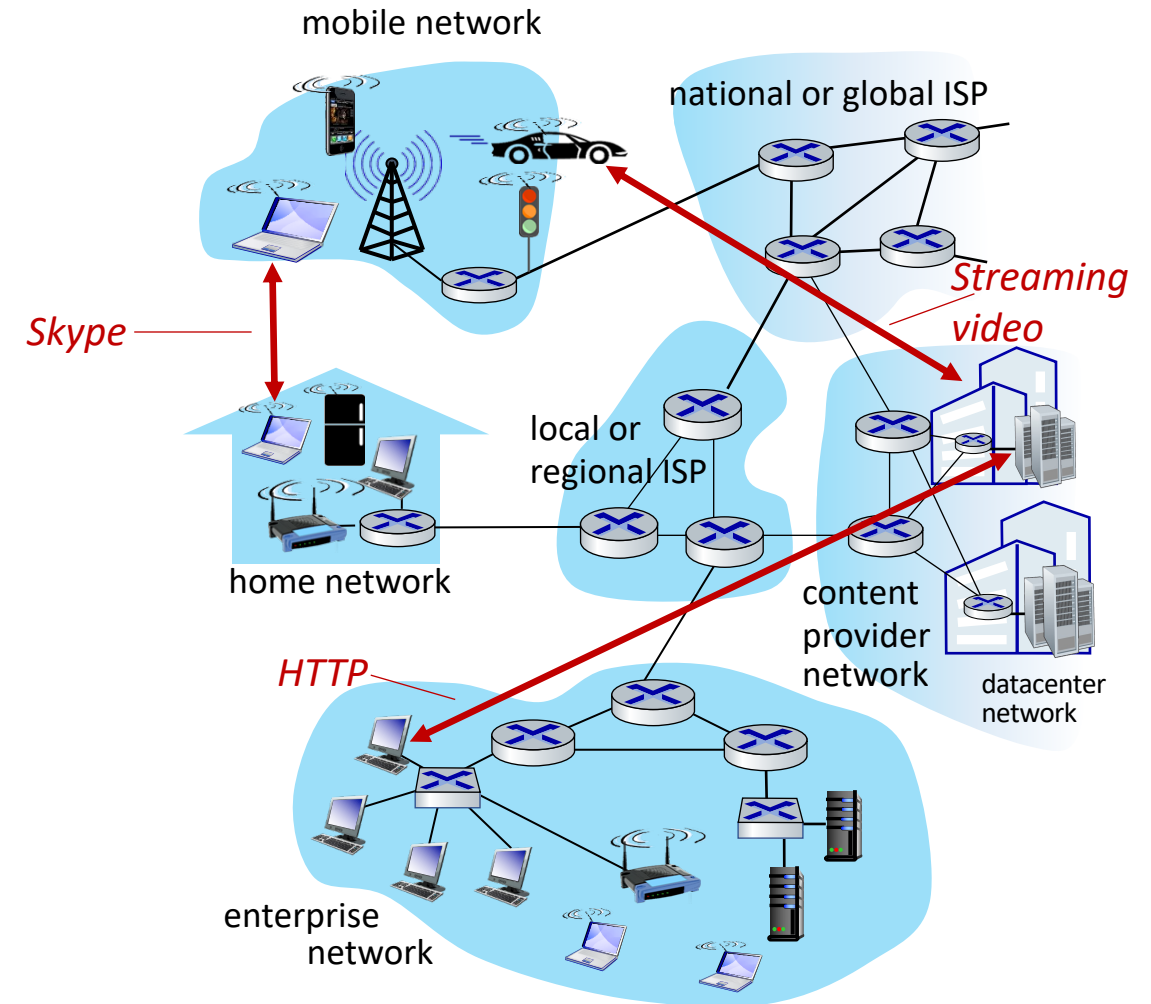 mobile network
national or global ISP
Streaming
video
Skype
local or
regional ISP
home network
content
provider
network
datacenter
network
HTTP
enterprise
network